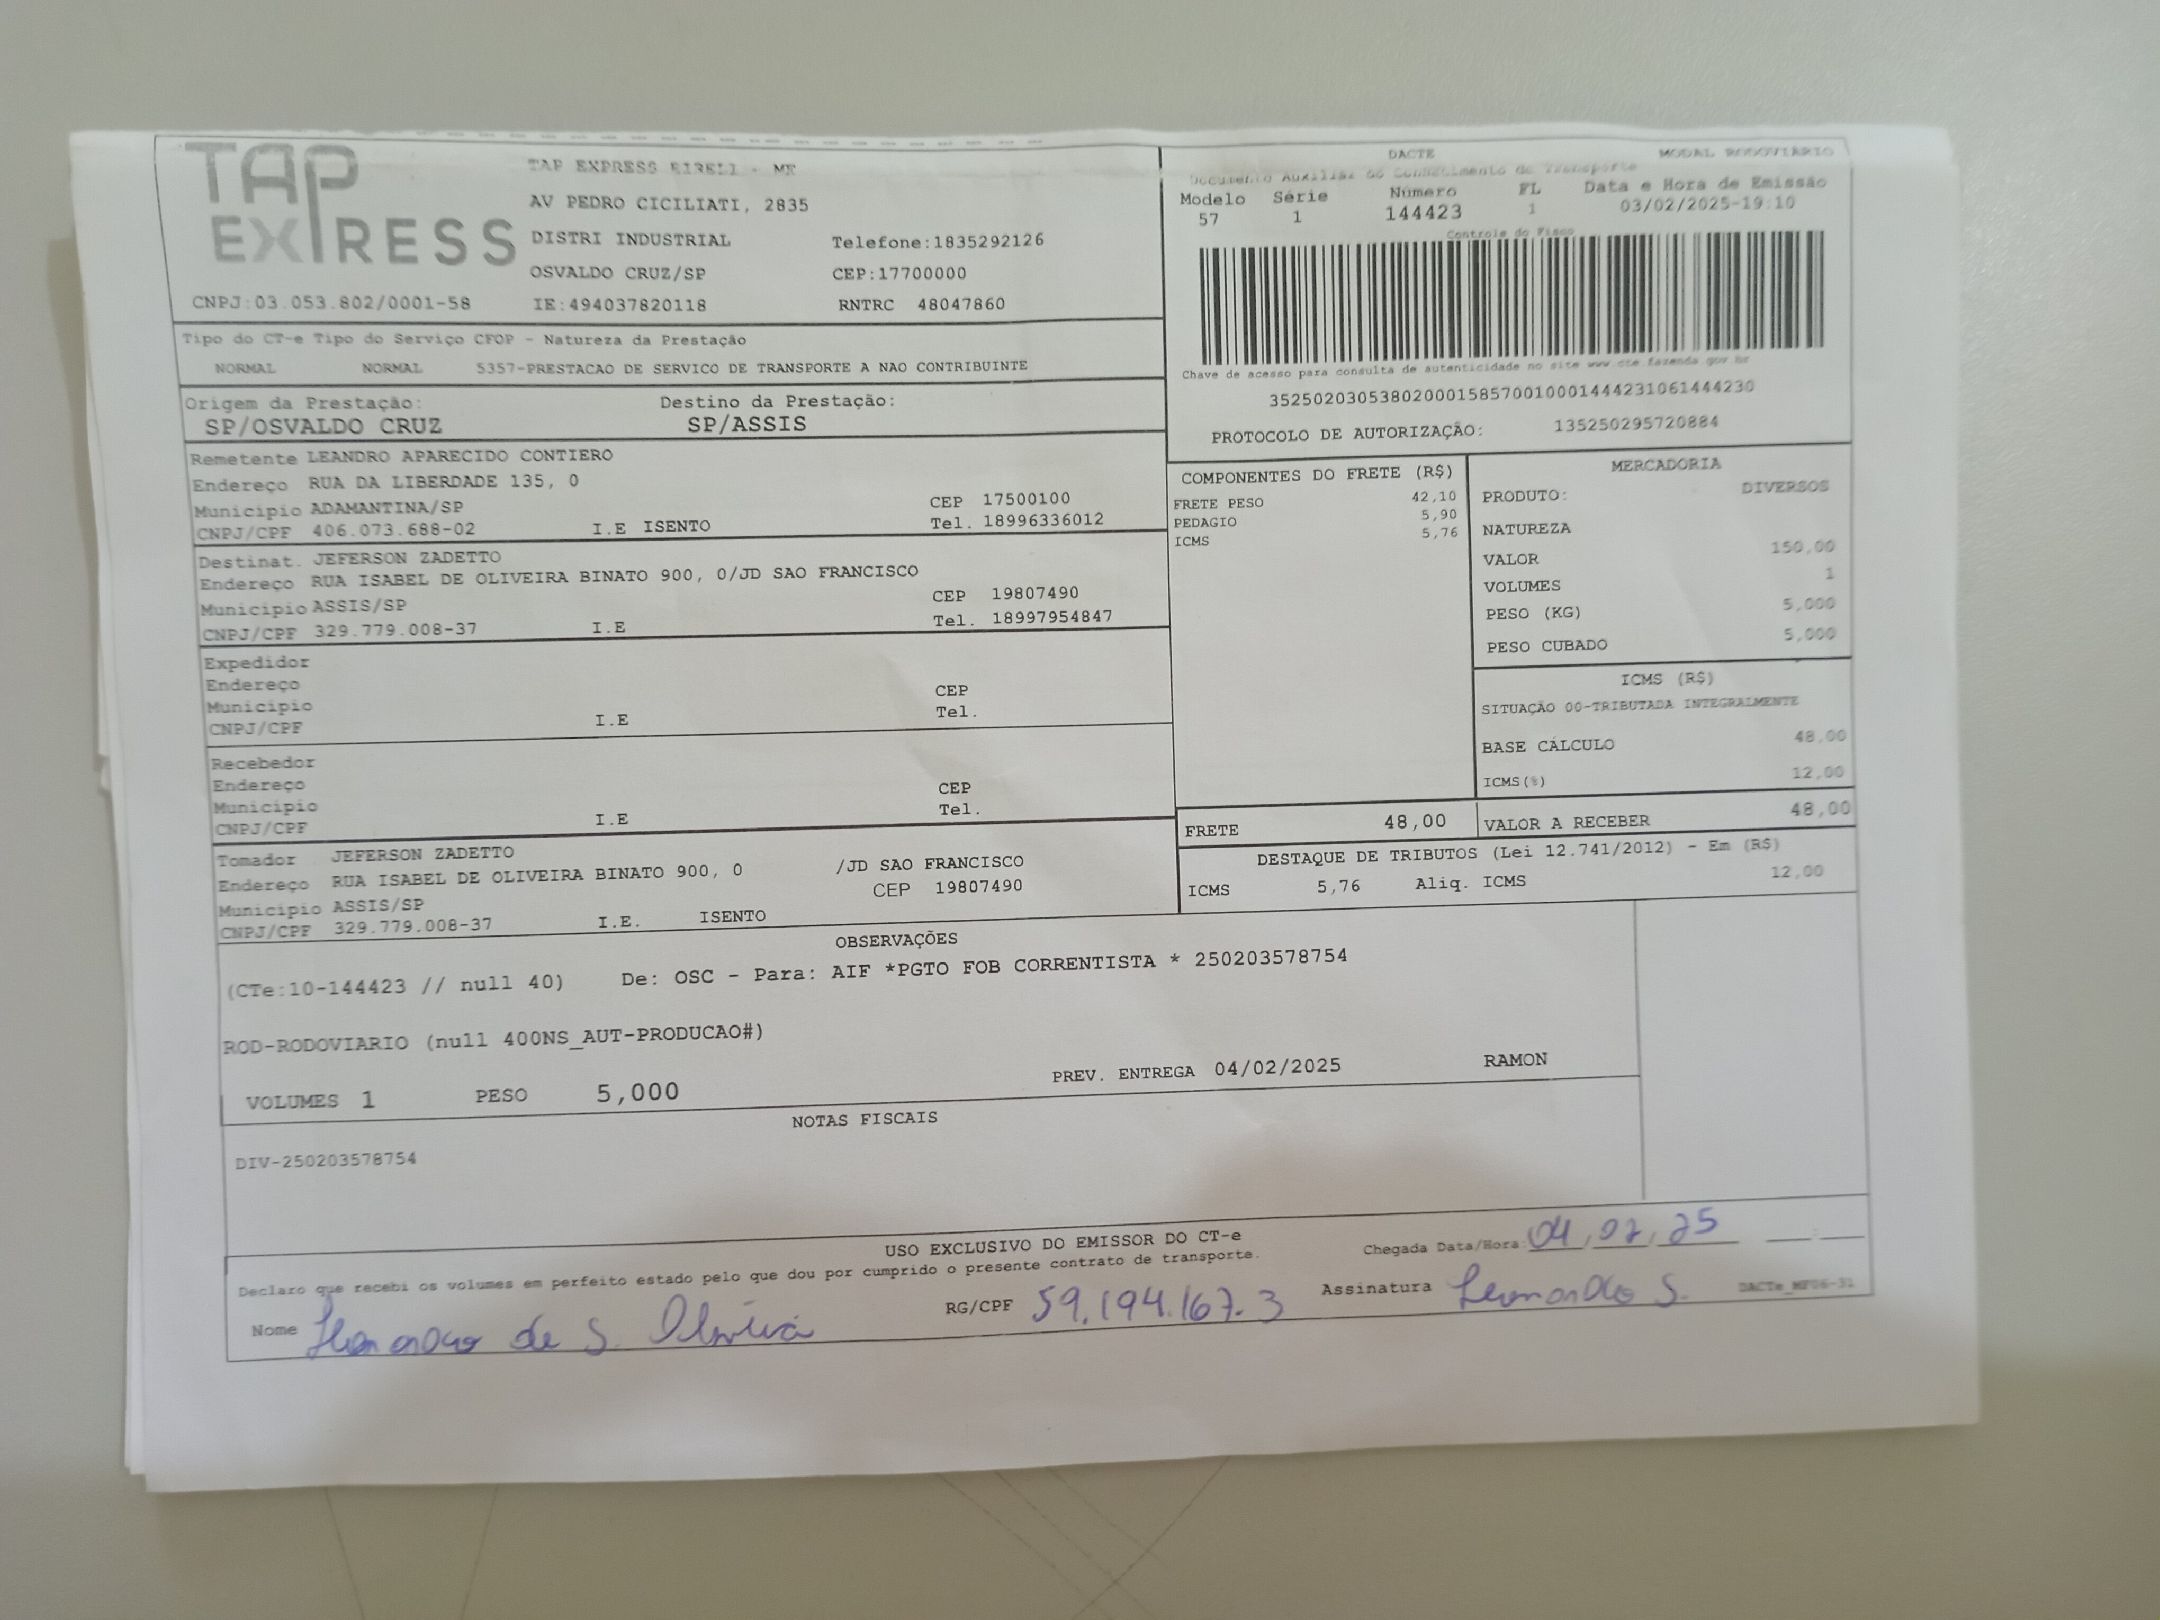 TAP EXPRESS
TAP EXPRESS EIRELI - ME
AV PEDRO CICILIATI, 2835
DISTRI INDUSTRIAL Telefone:1835292126
OSVALDO CRUZ/SP CEP:17700000
CNPJ:03.053.802/0001-58 IE:494037820118 RNTRC 48047860
DACTE MODAL RODOVIÁRIO
Documento Auxiliar do Conhecimento de Transporte
Modelo Série Número FL Data e Hora de Emissão
57 1 144423 1 03/02/2025-19:10
Controle do Fisco
Chave de acesso para consulta de autenticidade no site www.cte.fazenda.gov.br
35250203053802000158570010001444231061444230
PROTOCOLO DE AUTORIZAÇÃO: 135250295720884
Tipo do CT-e Tipo do Serviço CFOP - Natureza da Prestação
NORMAL NORMAL 5357-PRESTACAO DE SERVICO DE TRANSPORTE A NAO CONTRIBUINTE
Origem da Prestação: Destino da Prestação:
SP/OSVALDO CRUZ SP/ASSIS
Remetente LEANDRO APARECIDO CONTIERO
Endereço RUA DA LIBERDADE 135, 0
Municipio ADAMANTINA/SP CEP 17500100
CNPJ/CPF 406.073.688-02 I.E ISENTO Tel. 18996336012
Destinat. JEFERSON ZADETTO
Endereço RUA ISABEL DE OLIVEIRA BINATO 900, 0/JD SAO FRANCISCO
Municipio ASSIS/SP CEP 19807490
CNPJ/CPF 329.779.008-37 I.E Tel. 18997954847
Expedidor
Endereço
Municipio CEP
CNPJ/CPF I.E Tel.
Recebedor
Endereço
Municipio CEP
CNPJ/CPF I.E Tel.
Tomador JEFERSON ZADETTO
Endereço RUA ISABEL DE OLIVEIRA BINATO 900, 0 /JD SAO FRANCISCO
Municipio ASSIS/SP CEP 19807490
CNPJ/CPF 329.779.008-37 I.E. ISENTO
COMPONENTES DO FRETE (R$)
FRETE PESO 42,10
PEDAGIO 5,90
ICMS 5,76
MERCADORIA
PRODUTO: DIVERSOS
NATUREZA
VALOR 150,00
VOLUMES 1
PESO (KG) 5,000
PESO CUBADO 5,000
ICMS (R$)
SITUAÇÃO 00-TRIBUTADA INTEGRALMENTE
BASE CÁLCULO 48,00
ICMS(%) 12,00
FRETE 48,00 VALOR A RECEBER 48,00
DESTAQUE DE TRIBUTOS (Lei 12.741/2012) - Em (R$)
ICMS 5,76 Aliq. ICMS 12,00
OBSERVAÇÕES
(CTe:10-144423 // null 40) De: OSC - Para: AIF *PGTO FOB CORRENTISTA * 250203578754
ROD-RODOVIARIO (null 400NS_AUT-PRODUCAO#)
VOLUMES 1 PESO 5,000 PREV. ENTREGA 04/02/2025 RAMON
NOTAS FISCAIS
DIV-250203578754
USO EXCLUSIVO DO EMISSOR DO CT-e
Declaro que recebi os volumes em perfeito estado pelo que dou por cumprido o presente contrato de transporte.
Chegada Data/Hora: 04,02,25 __:__
Nome de S. Oliveira RG/CPF 59.194.167-3 Assinatura S. DACTe_MF06-31